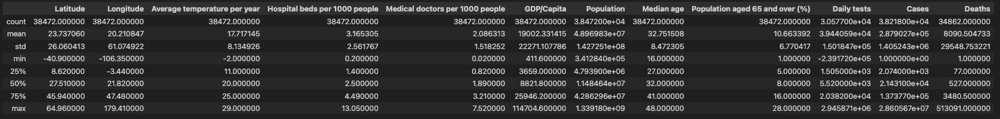 Latitude Longitude Average temperature per year Hospital beds per 1000 people Medical doctors per 1000 people GDP/Capita Population Median age Population aged 65 and over (%) Daily tests Cases Deaths
count 38472.000000 38472.000000 38472.000000 38472.000000 38472.000000 38472.000000 3.847200e+04 38472.000000 38472.000000 3.057700e+04 3.821800e+04 34862.000000
mean 23.737060 20.210847 17.717145 3.165305 2.086313 19002.331415 4.896983e+07 32.751508 10.663392 3.944059e+04 2.879027e+05 8090.504733
std 26.060413 61.074922 8.134926 2.561767 1.518252 22271.107786 1.427251e+08 8.472305 6.770417 1.501847e+05 1.405243e+06 29548.753221
min -40.900000 -106.350000 -2.000000 0.200000 0.020000 411.600000 3.412840e+05 16.000000 1.000000 -2.391720e+05 1.000000e+00 1.000000
25% 8.620000 -3.440000 11.000000 1.400000 0.820000 3659.000000 4.793900e+06 27.000000 5.000000 1.505000e+03 2.074000e+03 77.000000
50% 27.510000 21.820000 20.000000 2.500000 1.890000 8821.800000 1.148464e+07 32.000000 8.000000 5.520000e+03 2.143100e+04 527.000000
75% 45.940000 47.480000 25.000000 4.490000 3.210000 25946.200000 4.286296e+07 41.000000 16.000000 2.038200e+04 1.373770e+05 3480.500000
max 64.960000 179.410000 29.000000 13.050000 7.520000 114704.600000 1.339180e+09 48.000000 28.000000 2.945871e+06 2.860567e+07 513091.000000